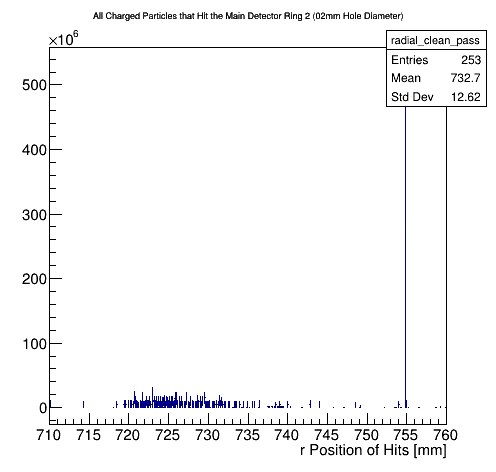 All Charged Particles that Hit the Main Detector Ring 2 (02mm Hole Diameter)
×10⁶
radial_clean_pass
Entries 253
Mean 732.7
Std Dev 12.62
500
400
300
200
100
0
710 715 720 725 730 735 740 745 750 755 760
r Position of Hits [mm]